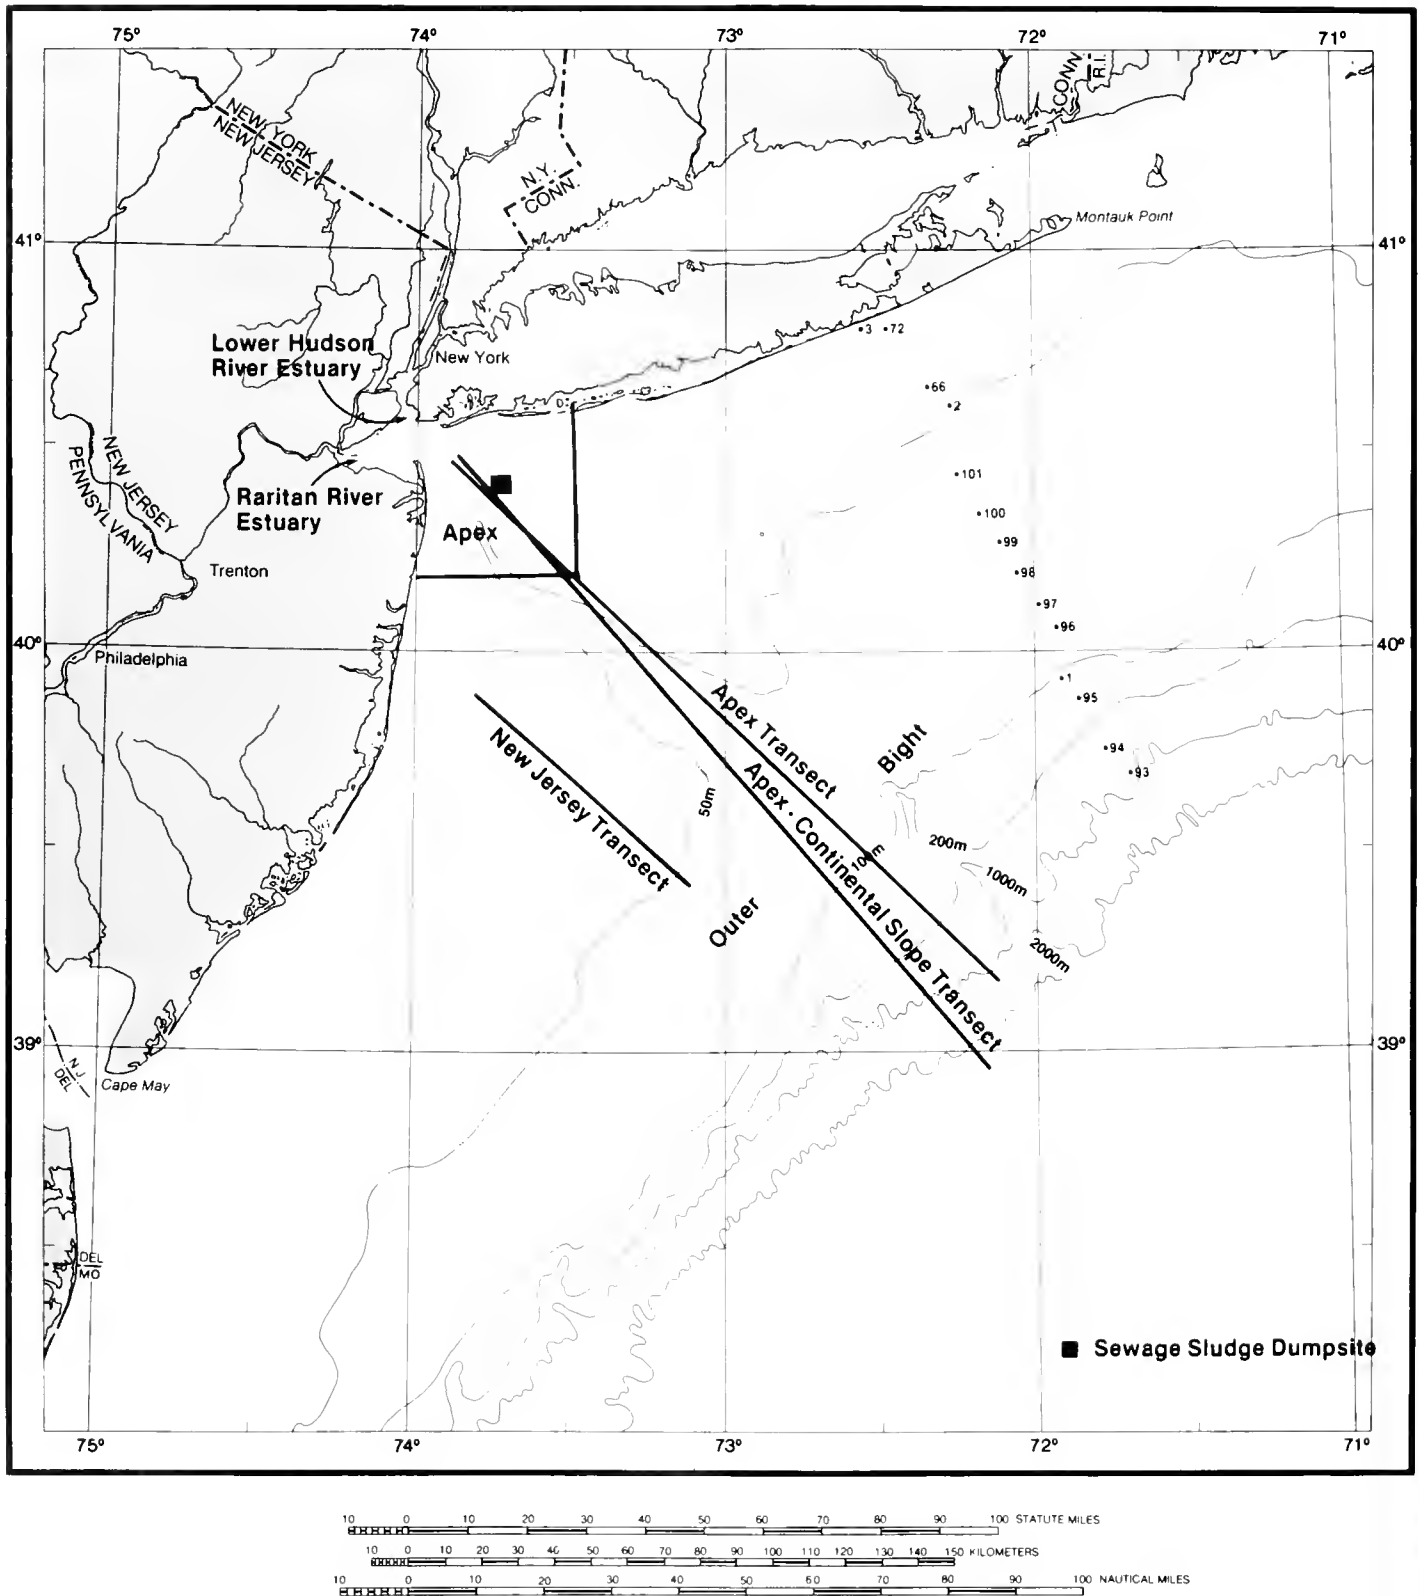 75° 74° 73° 72° 71°
CONN.
R.I.
NEW YORK
NEW JERSEY
N.Y.
CONN.
Montauk Point
41° 41°
3 72
Lower Hudson
River Estuary
New York
66
2
NEW JERSEY
PENNSYLVANIA
101
Raritan River
Estuary
Apex
100
99
Trenton
98
97
96
40° 40°
Philadelphia
1
95
Apex Transect
Bight
94
93
New Jersey Transect
50m
Apex - Continental Slope Transect
200m
1000m
Outer
2000m
39° 39°
N.J.
DEL
Cape May
DEL
MD
Sewage Sludge Dumpsite
75° 74° 73° 72° 71°
10 0 10 20 30 40 50 60 70 80 90 100 STATUTE MILES
10 0 10 20 30 40 50 60 70 80 90 100 110 120 130 140 150 KILOMETERS
10 0 10 20 30 40 50 60 70 80 90 100 NAUTICAL MILES